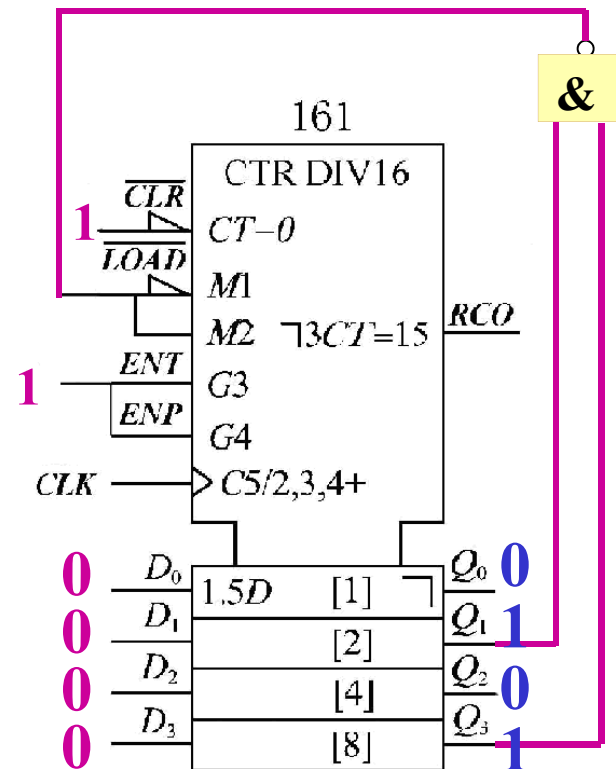 &
161
CTR DIV16
CLR
1
CT-0
LOAD
M1
M2
¬3CT=15
RCO
ENT
1
G3
ENP
G4
CLK
C5/2,3,4+
0
D₀
1.5D
[1]
¬
Q₀
0
0
D₁
[2]
Q₁
1
0
D₂
[4]
Q₂
0
0
D₃
[8]
Q₃
1